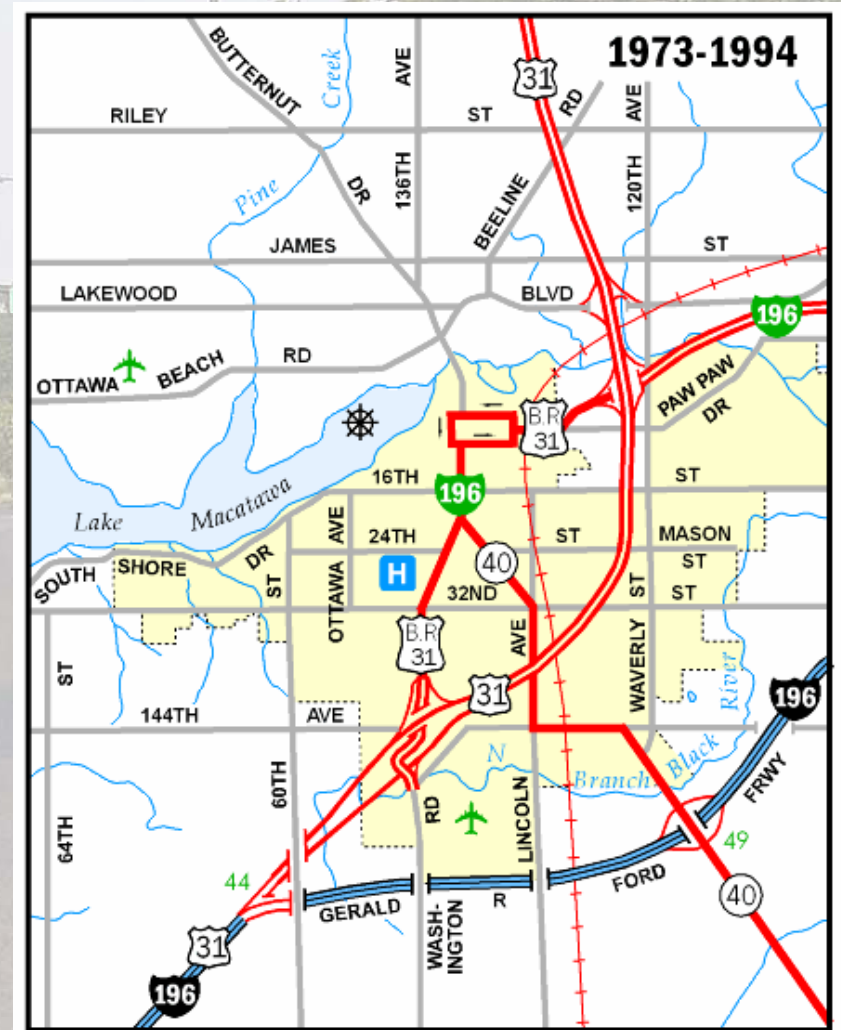 1973-1994
BUTTERNUT
DR
Creek
Pine
AVE
136TH
31
RD
BEELINE
AVE
120TH
RILEY
ST
JAMES
ST
LAKEWOOD
BLVD
196
OTTAWA BEACH RD
PAW PAW
DR
B.R
31
16TH
ST
196
Lake Macatawa
OTTAWA AVE
24TH
ST
MASON
ST
40
H
SOUTH SHORE DR
ST
32ND
ST
B.R
31
AVE
ST
WAVERLY
31
196
ST
144TH
AVE
N Branch Black River
60TH
64TH
RD
LINCOLN
FRWY
49
44
GERALD
R
FORD
40
WASH-
INGTON
31
196